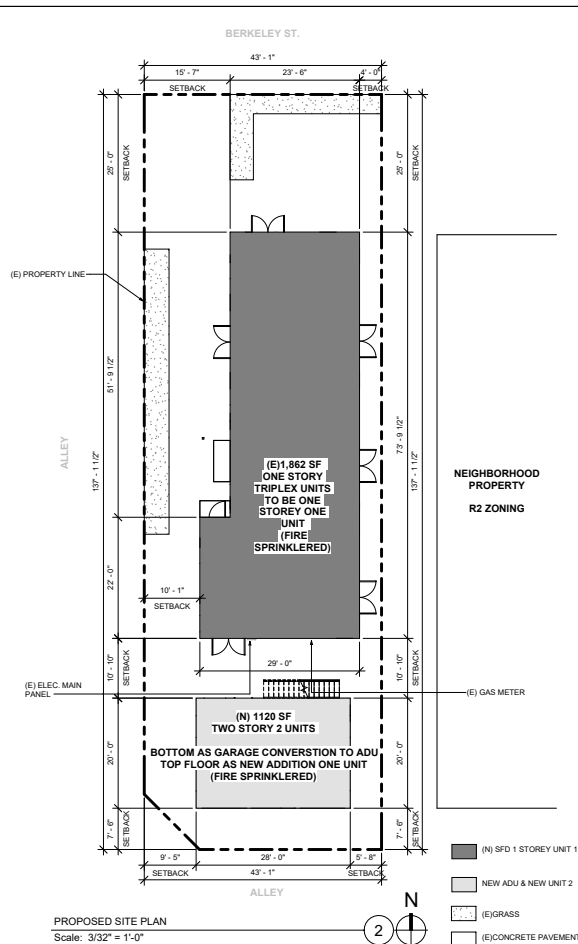 BERKELEY ST.
43' - 1"
15' - 7"
23' - 6"
4' - 0"
SETBACK
SETBACK
25' - 0"
SETBACK
25' - 0"
SETBACK
(E) PROPERTY LINE
51' - 9 1/2"
137' - 1 1/2"
ALLEY
73' - 9 1/2"
137' - 1 1/2"
(E)1,862 SF
ONE STORY
TRIPLEX UNITS
TO BE ONE
STOREY ONE
UNIT
(FIRE
SPRINKLERED)
NEIGHBORHOOD
PROPERTY
R2 ZONING
22' - 0"
10' - 1"
SETBACK
29' - 0"
10' - 10"
SETBACK
10' - 10"
SETBACK
(E) ELEC. MAIN
PANEL
(E) GAS METER
(N) 1120 SF
TWO STORY 2 UNITS
BOTTOM AS GARAGE CONVERSTION TO ADU
TOP FLOOR AS NEW ADDITION ONE UNIT
(FIRE SPRINKLERED)
20' - 0"
20' - 0"
7' - 6"
SETBACK
7' - 6"
SETBACK
9' - 5"
28' - 0"
5' - 8"
SETBACK
SETBACK
43' - 1"
ALLEY
(N) SFD 1 STOREY UNIT 1
NEW ADU & NEW UNIT 2
(E)GRASS
(E)CONCRETE PAVEMENT
N
2
PROPOSED SITE PLAN
Scale: 3/32" = 1'-0"